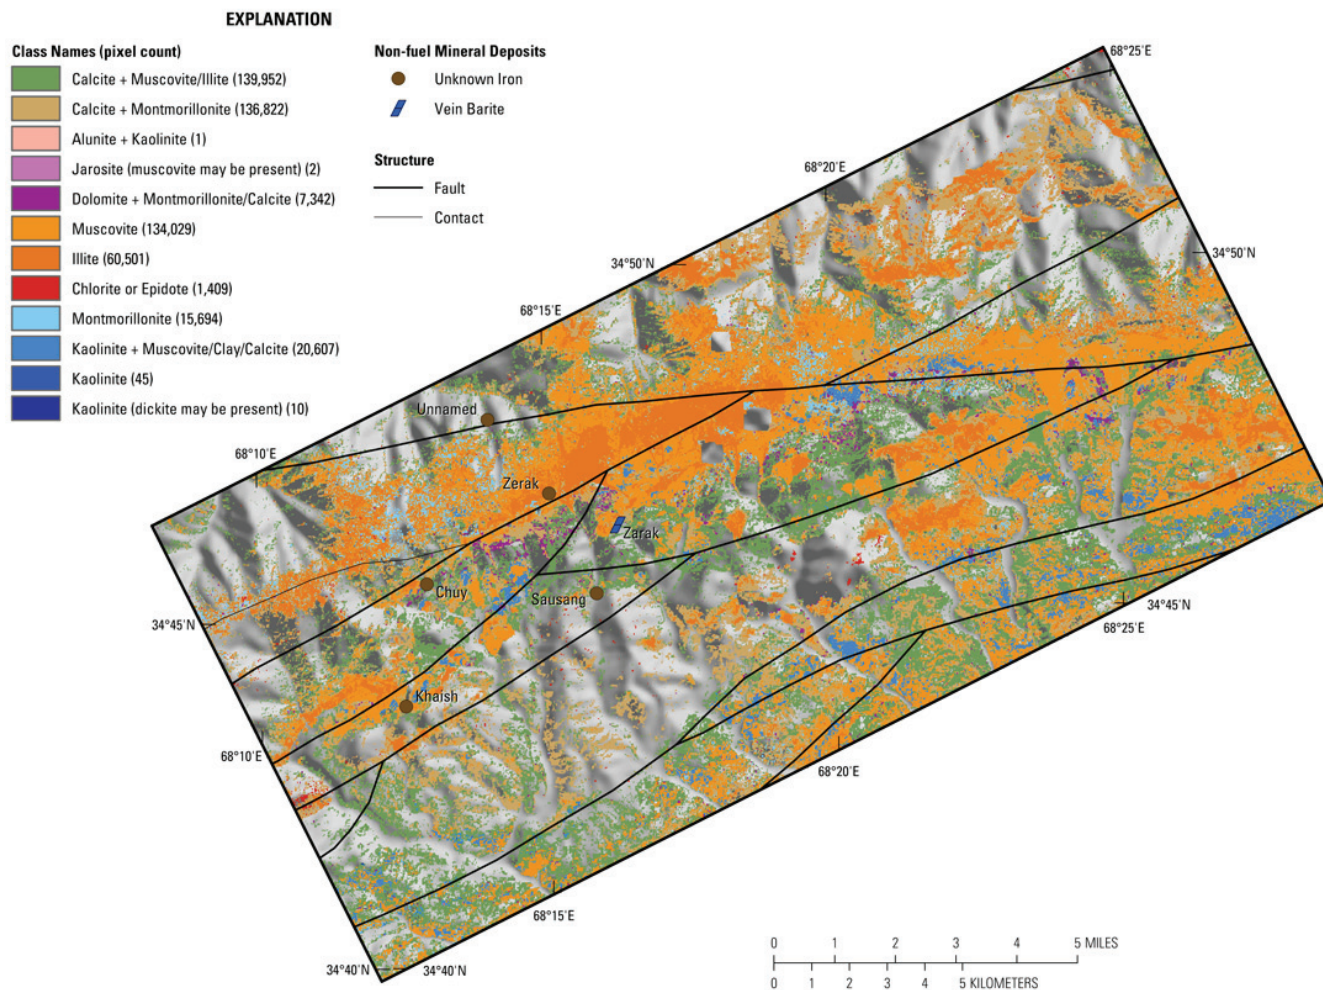 EXPLANATION
Class Names (pixel count)
Calcite + Muscovite/Illite (139,952)
Calcite + Montmorillonite (136,822)
Alunite + Kaolinite (1)
Jarosite (muscovite may be present) (2)
Dolomite + Montmorillonite/Calcite (7,342)
Muscovite (134,029)
Illite (60,501)
Chlorite or Epidote (1,409)
Montmorillonite (15,694)
Kaolinite + Muscovite/Clay/Calcite (20,607)
Kaolinite (45)
Kaolinite (dickite may be present) (10)
Non-fuel Mineral Deposits
Unknown Iron
Vein Barite
Structure
Fault
Contact
68°25'E
68°20'E
34°50'N
34°50'N
68°15'E
Unnamed
68°10'E
Zerak
Zarak
Chuy
Sausang
34°45'N
34°45'N
68°25'E
Khaish
68°10'E
68°20'E
68°15'E
34°40'N
34°40'N
0 1 2 3 4 5 MILES
0 1 2 3 4 5 KILOMETERS